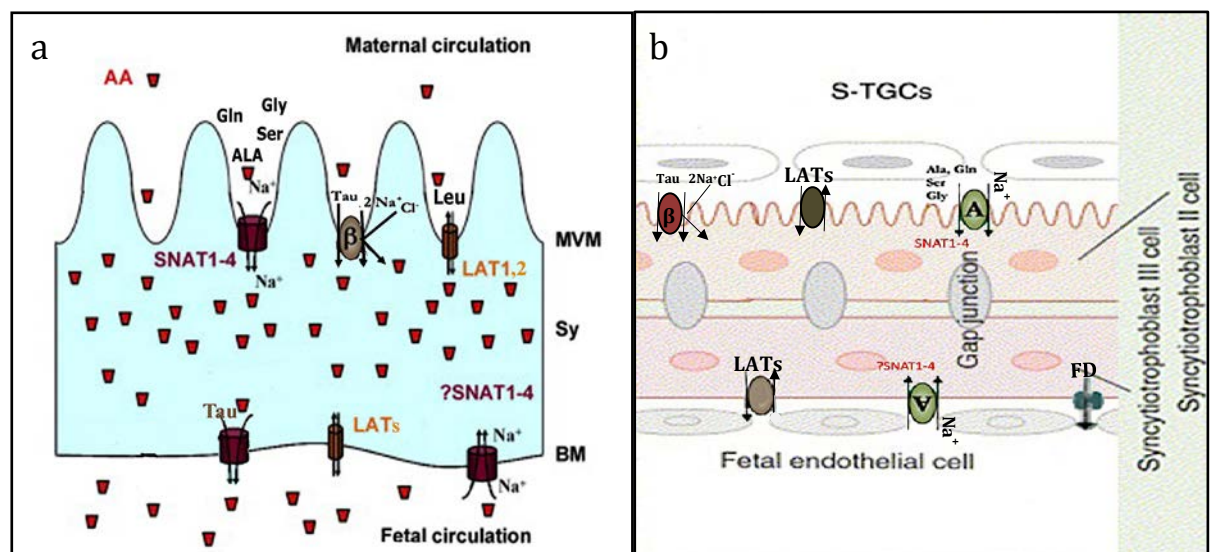 a
Maternal circulation
AA
Gln
Gly
Ser
ALA
Na⁺
Tau
2 Na⁺Cl⁻
Leu
β
MVM
SNAT1-4
LAT1,2
Na⁺
Sy
?SNAT1-4
Tau
LATs
Na⁺
BM
Na⁺
Fetal circulation
b
S-TGCs
Tau
2Na⁺Cl⁻
LATs
Ala, Gln
Ser
Gly
Na⁺
β
A
SNAT1-4
Gap junction
LATs
?SNAT1-4
A
Na⁺
FD
Fetal endothelial cell
Syncytiotrophoblast III cell
Syncytiotrophoblast II cell